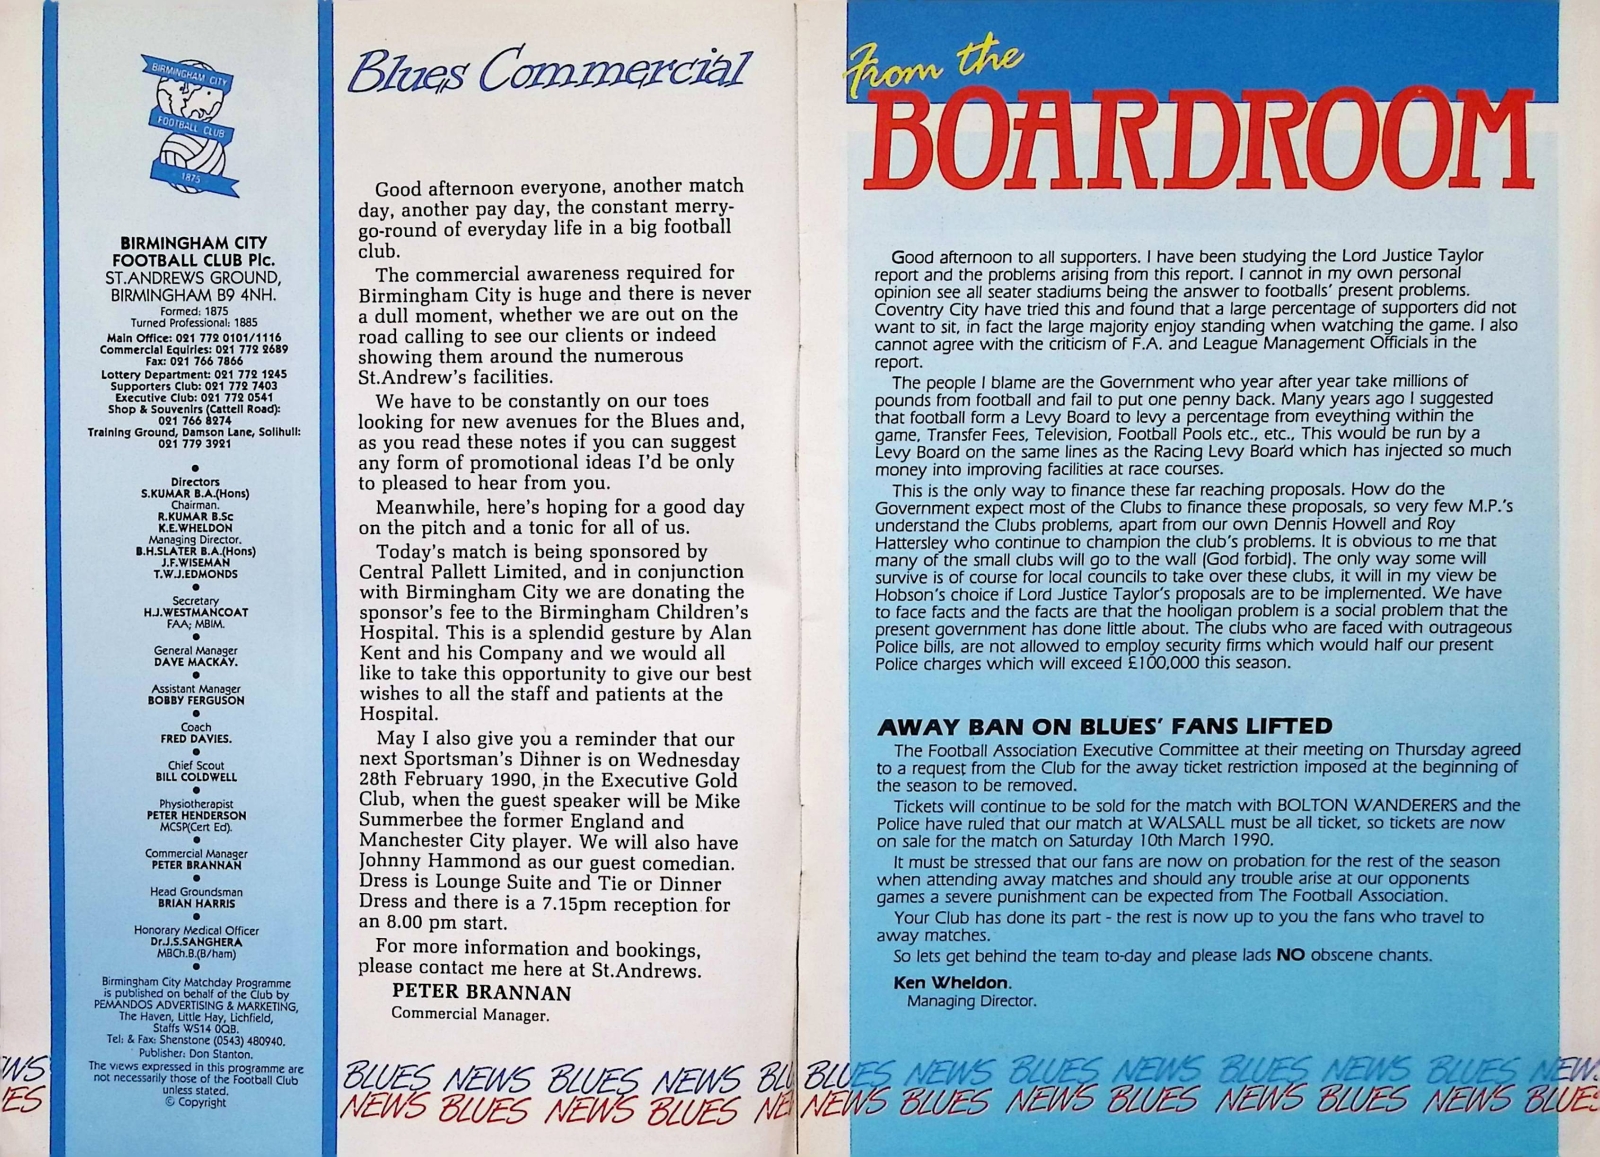 BIRMINGHAM CITY
FOOTBALL CLUB
1875
BIRMINGHAM CITY
FOOTBALL CLUB Plc.
ST.ANDREWS GROUND,
BIRMINGHAM B9 4NH.
Formed: 1875
Turned Professional: 1885
Main Office: 021 772 0101/1116
Commercial Equiries: 021 772 2689
Fax: 021 766 7866
Lottery Department: 021 772 1245
Supporters Club: 021 772 7403
Executive Club: 021 772 0541
Shop & Souvenirs (Cattell Road):
021 766 8274
Training Ground, Damson Lane, Solihull:
021 779 3921
Directors
S.KUMAR B.A.(Hons)
Chairman.
R.KUMAR B.Sc
K.E.WHELDON
Managing Director.
B.H.SLATER B.A.(Hons)
J.F.WISEMAN
T.W.J.EDMONDS
Secretary
H.J.WESTMANCOAT
FAA; MBIM.
General Manager
DAVE MACKAY.
Assistant Manager
BOBBY FERGUSON
Coach
FRED DAVIES.
Chief Scout
BILL COLDWELL
Physiotherapist
PETER HENDERSON
MCSP(Cert Ed).
Commercial Manager
PETER BRANNAN
Head Groundsman
BRIAN HARRIS
Honorary Medical Officer
Dr.J.S.SANGHERA
MBCh.B.(B/ham)
Birmingham City Matchday Programme
is published on behalf of the Club by
PEMANDOS ADVERTISING & MARKETING,
The Haven, Little Hay, Lichfield,
Staffs WS14 0QB.
Tel: & Fax: Shenstone (0543) 480940.
Publisher: Don Stanton.
The views expressed in this programme are
not necessarily those of the Football Club
unless stated.
© Copyright
Blues Commercial
Good afternoon everyone, another match
day, another pay day, the constant merry-
go-round of everyday life in a big football
club.
The commercial awareness required for
Birmingham City is huge and there is never
a dull moment, whether we are out on the
road calling to see our clients or indeed
showing them around the numerous
St.Andrew's facilities.
We have to be constantly on our toes
looking for new avenues for the Blues and,
as you read these notes if you can suggest
any form of promotional ideas I'd be only
to pleased to hear from you.
Meanwhile, here's hoping for a good day
on the pitch and a tonic for all of us.
Today's match is being sponsored by
Central Pallett Limited, and in conjunction
with Birmingham City we are donating the
sponsor's fee to the Birmingham Children's
Hospital. This is a splendid gesture by Alan
Kent and his Company and we would all
like to take this opportunity to give our best
wishes to all the staff and patients at the
Hospital.
May I also give you a reminder that our
next Sportsman's Dinner is on Wednesday
28th February 1990, in the Executive Gold
Club, when the guest speaker will be Mike
Summerbee the former England and
Manchester City player. We will also have
Johnny Hammond as our guest comedian.
Dress is Lounge Suite and Tie or Dinner
Dress and there is a 7.15pm reception for
an 8.00 pm start.
For more information and bookings,
please contact me here at St.Andrews.
PETER BRANNAN
Commercial Manager.
From the
BOARDROOM
Good afternoon to all supporters. I have been studying the Lord Justice Taylor
report and the problems arising from this report. I cannot in my own personal
opinion see all seater stadiums being the answer to footballs' present problems.
Coventry City have tried this and found that a large percentage of supporters did not
want to sit, in fact the large majority enjoy standing when watching the game. I also
cannot agree with the criticism of F.A. and League Management Officials in the
report.
The people I blame are the Government who year after year take millions of
pounds from football and fail to put one penny back. Many years ago I suggested
that football form a Levy Board to levy a percentage from eveything within the
game, Transfer Fees, Television, Football Pools etc., etc., This would be run by a
Levy Board on the same lines as the Racing Levy Board which has injected so much
money into improving facilities at race courses.
This is the only way to finance these far reaching proposals. How do the
Government expect most of the Clubs to finance these proposals, so very few M.P.'s
understand the Clubs problems, apart from our own Dennis Howell and Roy
Hattersley who continue to champion the club's problems. It is obvious to me that
many of the small clubs will go to the wall (God forbid). The only way some will
survive is of course for local councils to take over these clubs, it will in my view be
Hobson's choice if Lord Justice Taylor's proposals are to be implemented. We have
to face facts and the facts are that the hooligan problem is a social problem that the
present government has done little about. The clubs who are faced with outrageous
Police bills, are not allowed to employ security firms which would half our present
Police charges which will exceed £100,000 this season.
AWAY BAN ON BLUES' FANS LIFTED
The Football Association Executive Committee at their meeting on Thursday agreed
to a request from the Club for the away ticket restriction imposed at the beginning of
the season to be removed.
Tickets will continue to be sold for the match with BOLTON WANDERERS and the
Police have ruled that our match at WALSALL must be all ticket, so tickets are now
on sale for the match on Saturday 10th March 1990.
It must be stressed that our fans are now on probation for the rest of the season
when attending away matches and should any trouble arise at our opponents
games a severe punishment can be expected from The Football Association.
Your Club has done its part - the rest is now up to you the fans who travel to
away matches.
So lets get behind the team to-day and please lads NO obscene chants.
Ken Wheldon.
Managing Director.
WS BLUES NEWS BLUES NEWS BLU BLUES NEWS BLUES NEWS BLUES NEWS BLUES NEW
ES NEWS BLUES NEWS BLUES NE NEWS BLUES NEWS BLUES NEWS BLUES NEWS BLUES